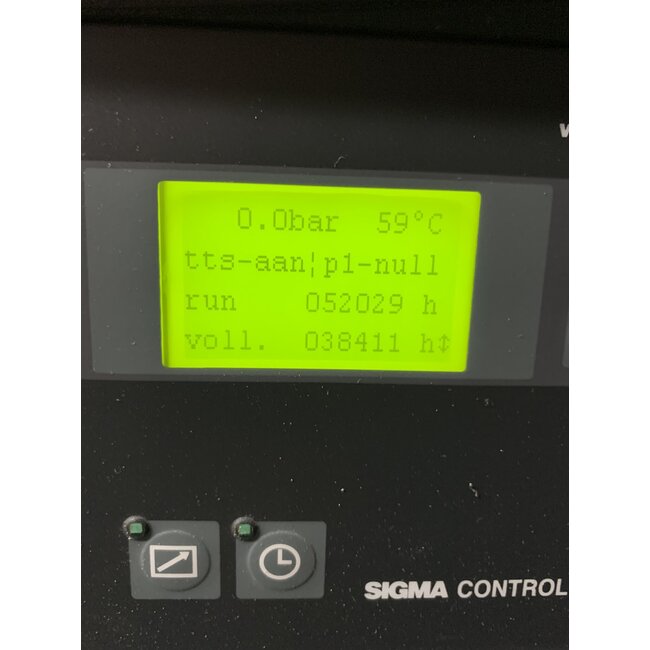 0.0bar 59°C
tts-aan¦p1-null
run 052029 h
voll. 038411 h↕
SIGMA CONTROL